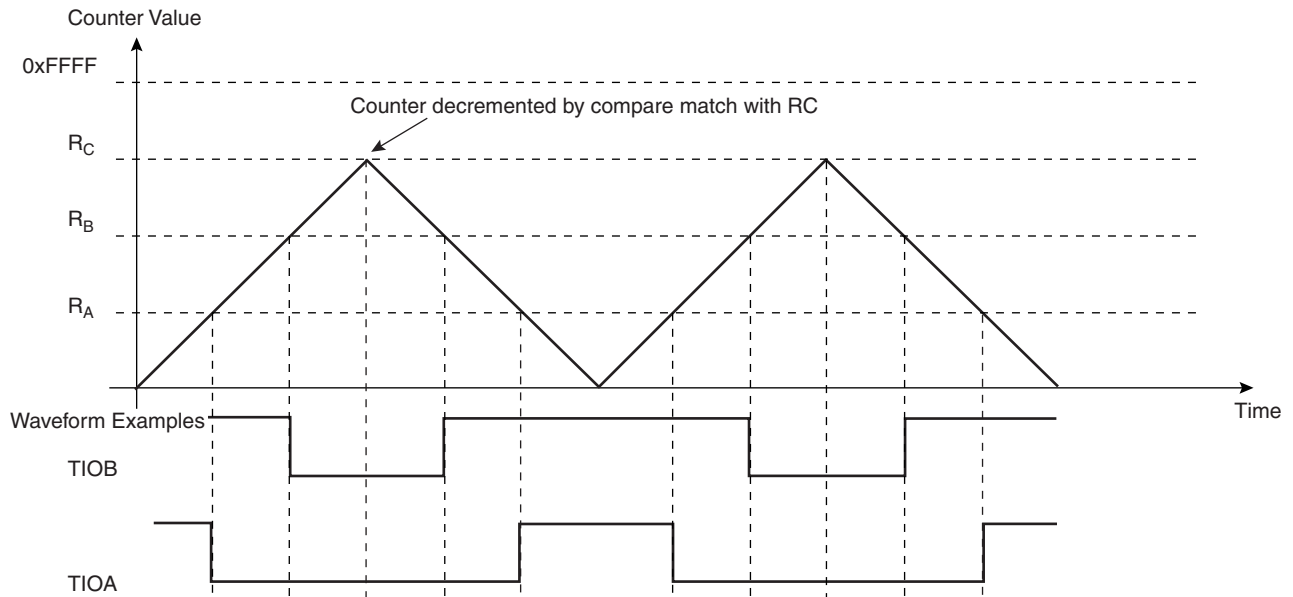 Counter Value
0xFFFF
Counter decremented by compare match with RC
RC
RB
RA
Time
Waveform Examples
TIOB
TIOA